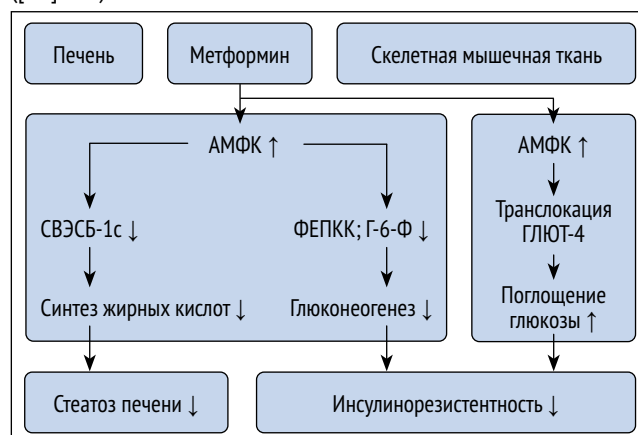 Печень
Метформин
Скелетная мышечная ткань
АМФК ↑
АМФК ↑
СВЭСБ-1с ↓
ФЕПКК; Г-6-Ф ↓
Транслокация
ГЛЮТ-4
Синтез жирных кислот ↓
Глюконеогенез ↓
Поглощение
глюкозы ↑
Стеатоз печени ↓
Инсулинорезистентность ↓